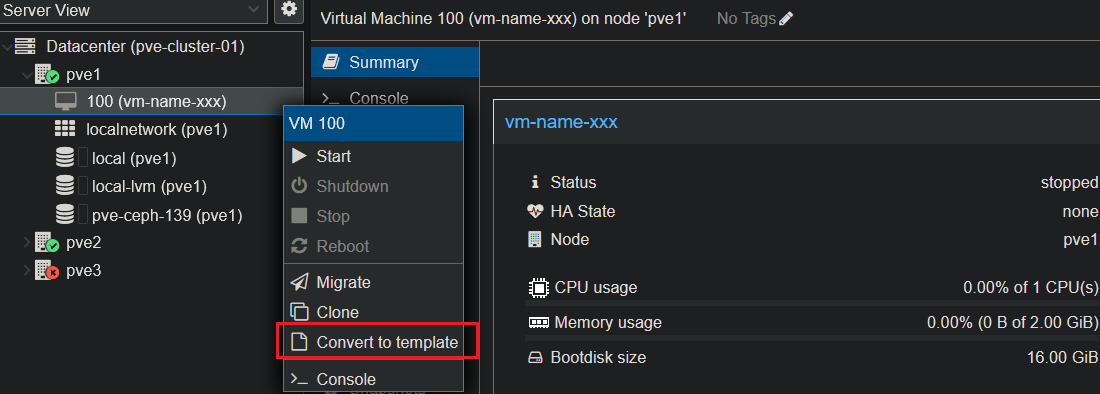 Server View
Virtual Machine 100 (vm-name-xxx) on node 'pve1'
No Tags
Datacenter (pve-cluster-01)
pve1
100 (vm-name-xxx)
localnetwork (pve1)
local (pve1)
local-lvm (pve1)
pve-ceph-139 (pve1)
pve2
pve3
Summary
Console
VM 100
Start
Shutdown
Stop
Reboot
Migrate
Clone
Convert to template
Console
Snapshots
vm-name-xxx
Status stopped
HA State none
Node pve1
CPU usage 0.00% of 1 CPU(s)
Memory usage 0.00% (0 B of 2.00 GiB)
Bootdisk size 16.00 GiB